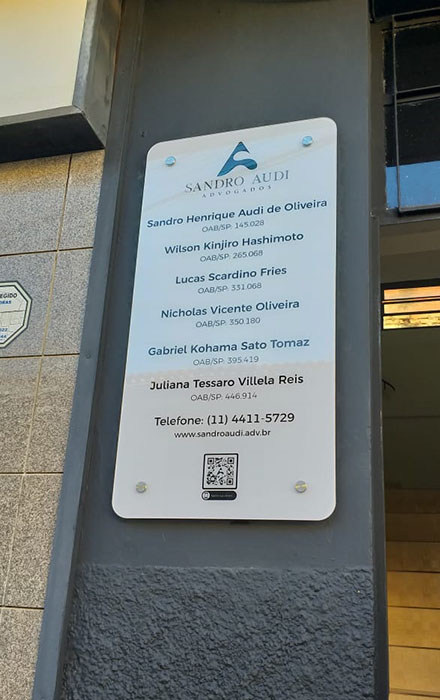 SANDRO AUDI
ADVOGADOS
Sandro Henrique Audi de Oliveira
OAB/SP: 145.028
Wilson Kinjiro Hashimoto
OAB/SP: 265.068
Lucas Scardino Fries
OAB/SP: 331.068
Nicholas Vicente Oliveira
OAB/SP: 350.180
Gabriel Kohama Sato Tomaz
OAB/SP: 395.419
Juliana Tessaro Villela Reis
OAB/SP: 446.914
Telefone: (11) 4411-5729
www.sandroaudi.adv.br